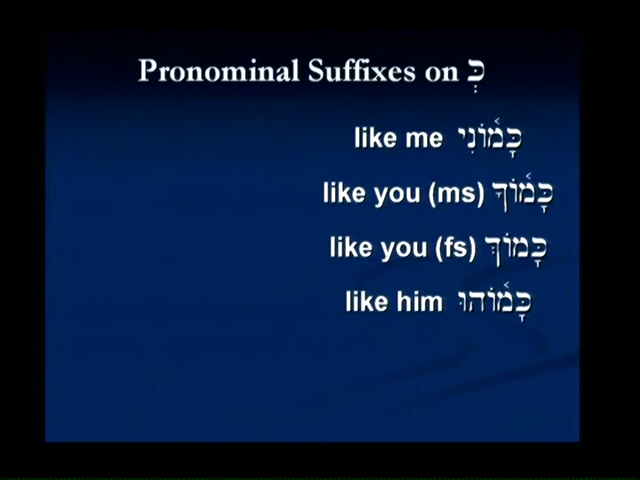 Pronominal Suffixes on כְּ
like me כָּמ֫וֹנִי
like you (ms) כָּמ֫וֹךָ
like you (fs) כָּמוֹךְ
like him כָּמ֫וֹהוּ